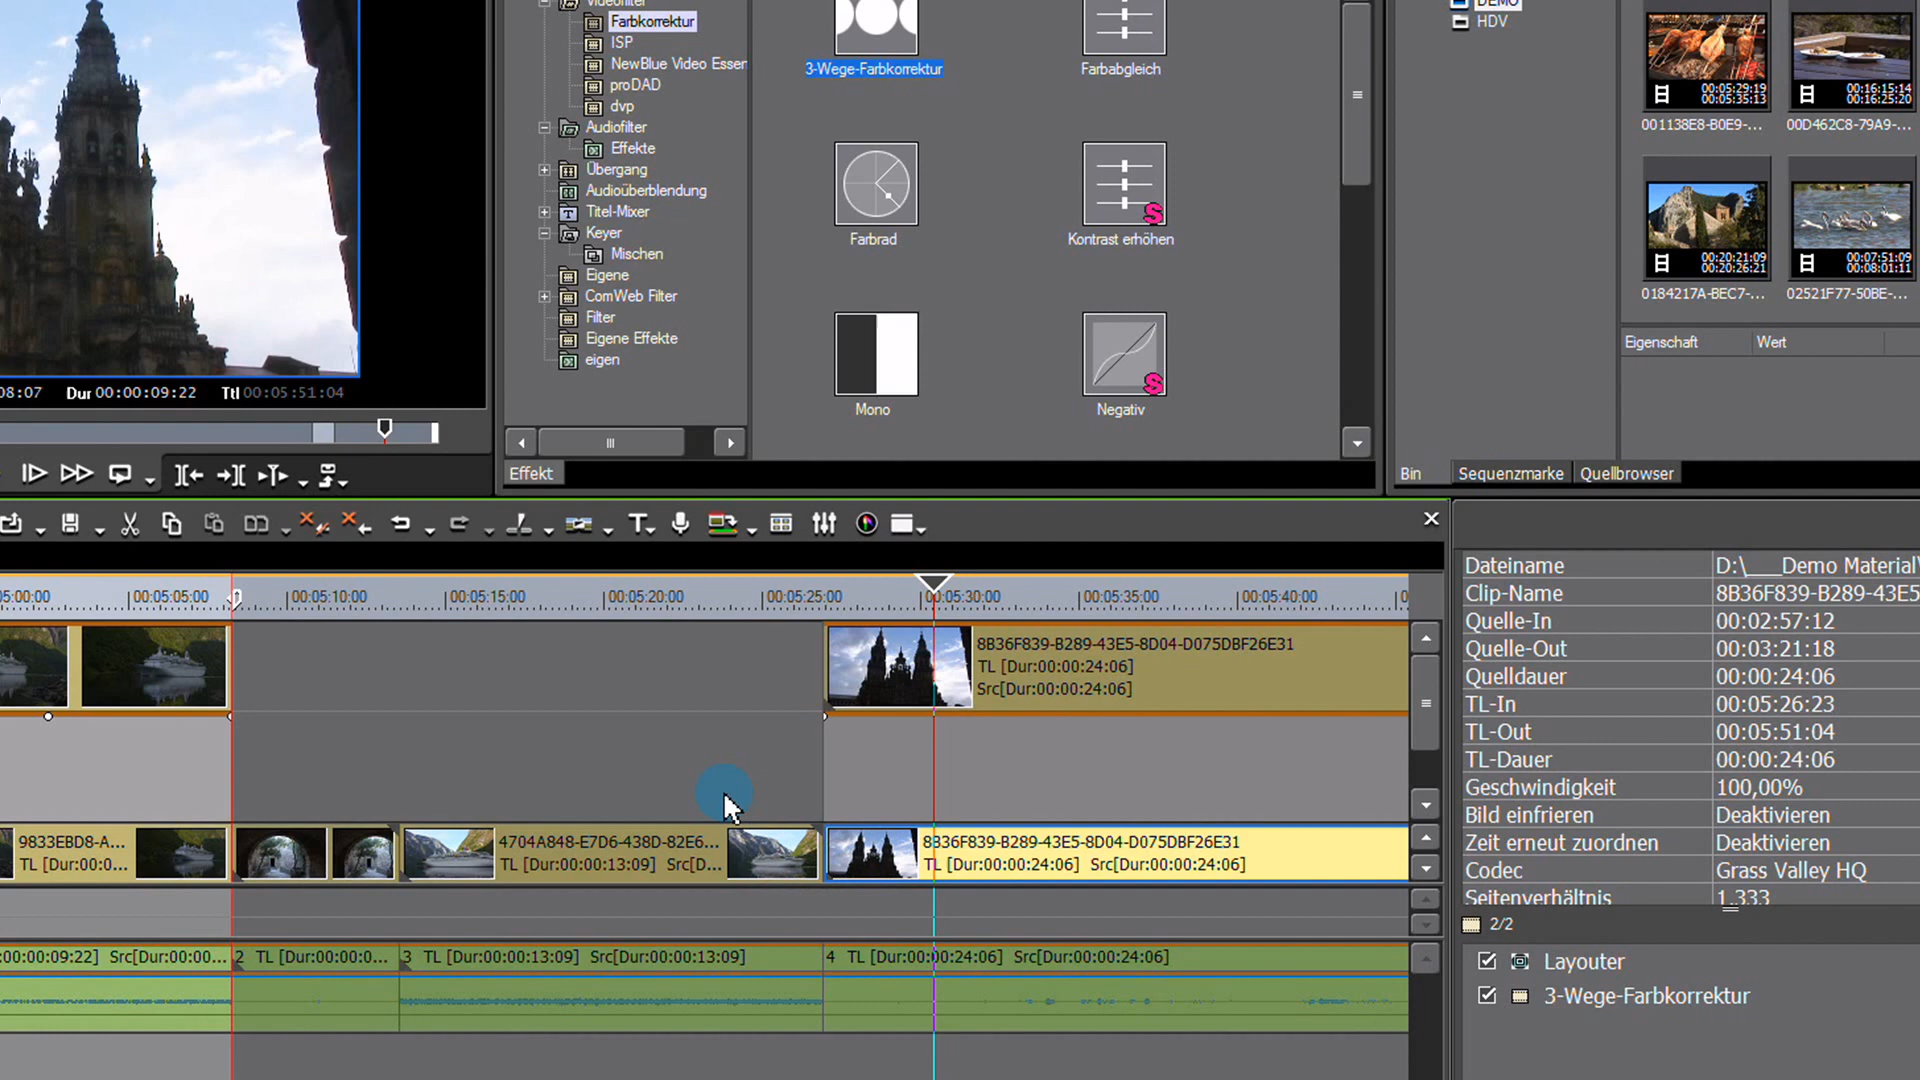 Videofilter
Farbkorrektur
ISP
NewBlue Video Essen
proDAD
dvp
Audiofilter
Effekte
Übergang
Audioüberblendung
Titel-Mixer
Keyer
Mischen
Eigene
ComWeb Filter
Filter
Eigene Effekte
eigen
Effekt
3-Wege-Farbkorrektur
Farbabgleich
Farbrad
Kontrast erhöhen
Mono
Negativ
DEMO
HDV
00:05:29:19
00:05:35:13
001138E8-B0E9-...
00:16:15:14
00:16:25:20
00D462C8-79A9-...
00:20:21:09
00:20:26:21
0184217A-BEC7-...
00:07:51:09
00:08:01:11
02521F77-50BE-...
Eigenschaft Wert
Bin Sequenzmarke Quellbrowser
08:07 Dur 00:00:09:22 Ttl 00:05:51:04
05:00:00 00:05:05:00 00:05:10:00 00:05:15:00 00:05:20:00 00:05:25:00 00:05:30:00 00:05:35:00 00:05:40:00
8B36F839-B289-43E5-8D04-D075DBF26E31
TL [Dur:00:00:24:06]
Src[Dur:00:00:24:06]
9833EBD8-A...
TL [Dur:00:0...
4704A848-E7D6-438D-82E6...
TL [Dur:00:00:13:09] Src[D...
8B36F839-B289-43E5-8D04-D075DBF26E31
TL [Dur:00:00:24:06] Src[Dur:00:00:24:06]
00:00:09:22] Src[Dur:00:00... 2 TL [Dur:00:00:0... 3 TL [Dur:00:00:13:09] Src[Dur:00:00:13:09] 4 TL [Dur:00:00:24:06] Src[Dur:00:00:24:06]
Dateiname D:\___Demo Material\
Clip-Name 8B36F839-B289-43E5
Quelle-In 00:02:57:12
Quelle-Out 00:03:21:18
Quelldauer 00:00:24:06
TL-In 00:05:26:23
TL-Out 00:05:51:04
TL-Dauer 00:00:24:06
Geschwindigkeit 100,00%
Bild einfrieren Deaktivieren
Zeit erneut zuordnen Deaktivieren
Codec Grass Valley HQ
Seitenverhältnis 1,333
2/2
Layouter
3-Wege-Farbkorrektur